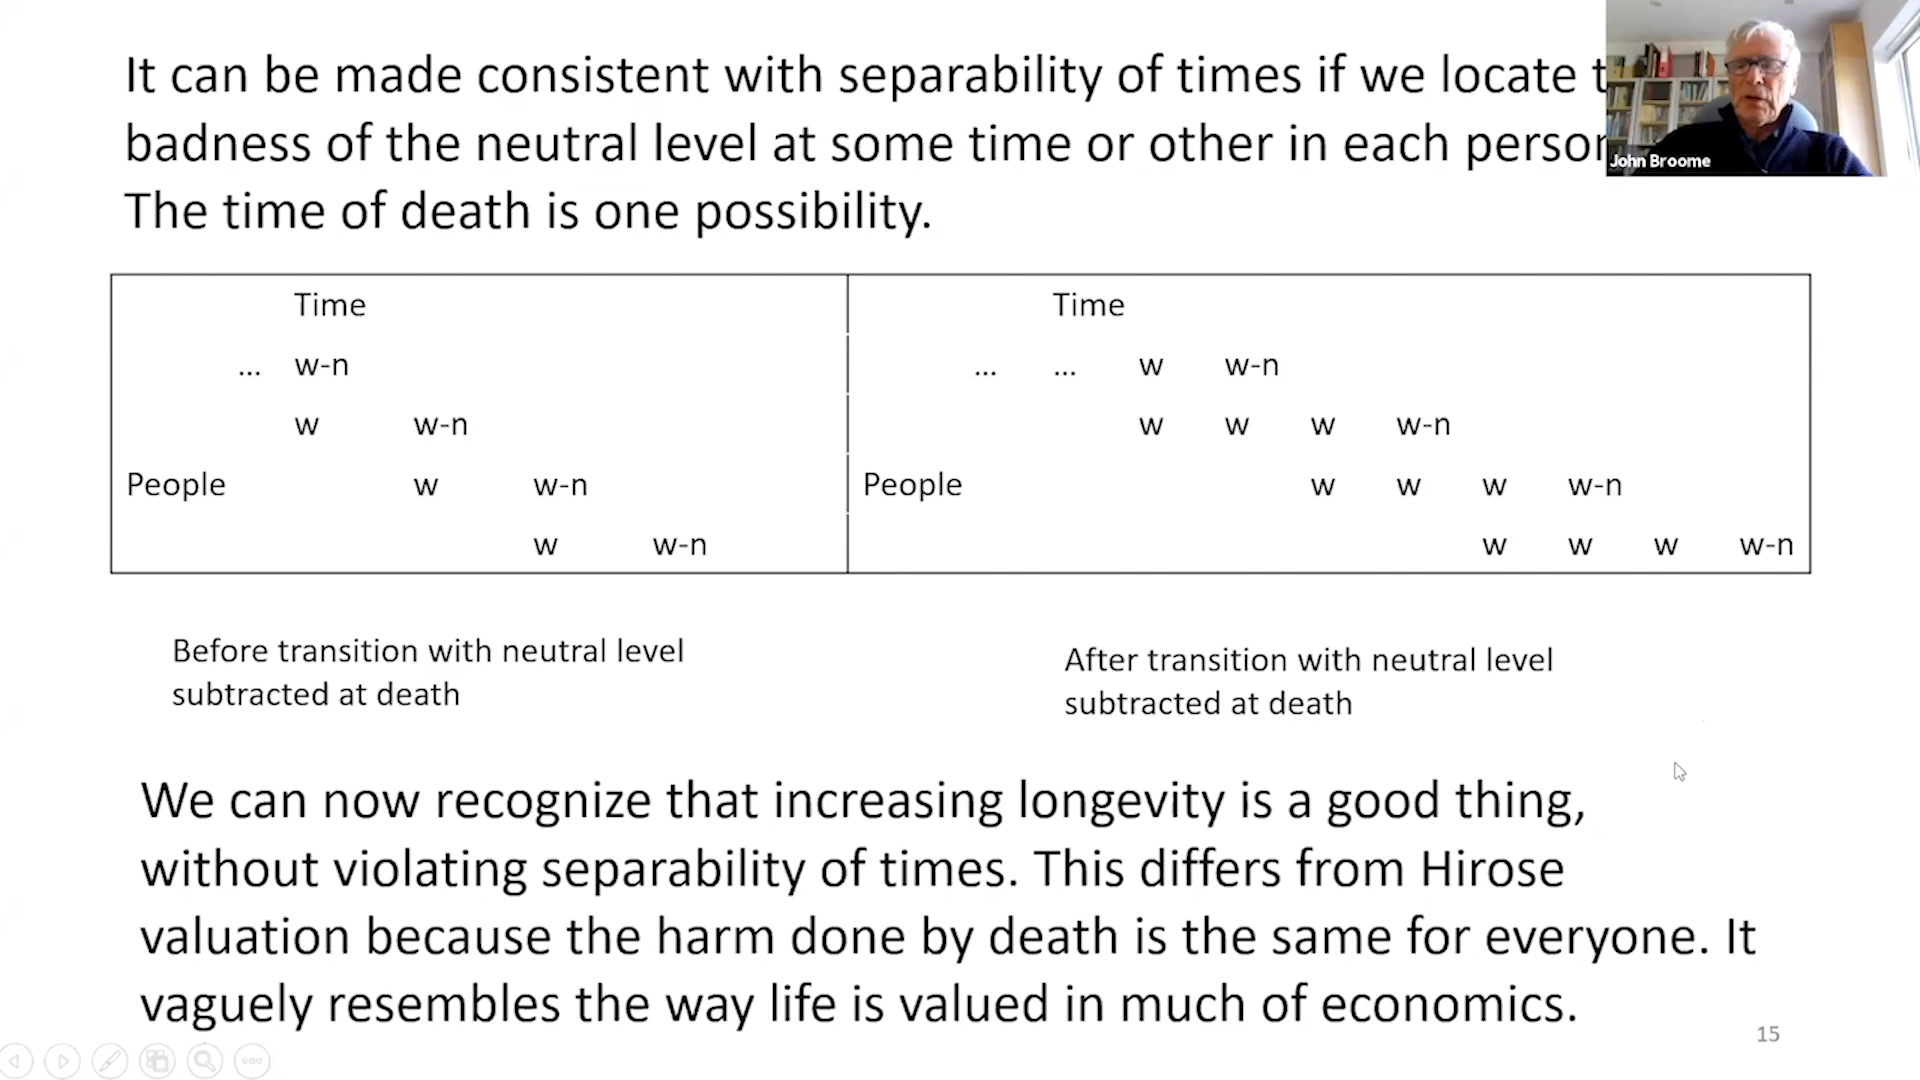 It can be made consistent with separability of times if we locate
badness of the neutral level at some time or other in each person
The time of death is one possibility.
John Broome
Time Time
... w-n ... ... w w-n
w w-n w w w w-n
People w w-n People w w w w-n
w w-n w w w w-n
Before transition with neutral level
subtracted at death
After transition with neutral level
subtracted at death
We can now recognize that increasing longevity is a good thing,
without violating separability of times. This differs from Hirose
valuation because the harm done by death is the same for everyone. It
vaguely resembles the way life is valued in much of economics.
15